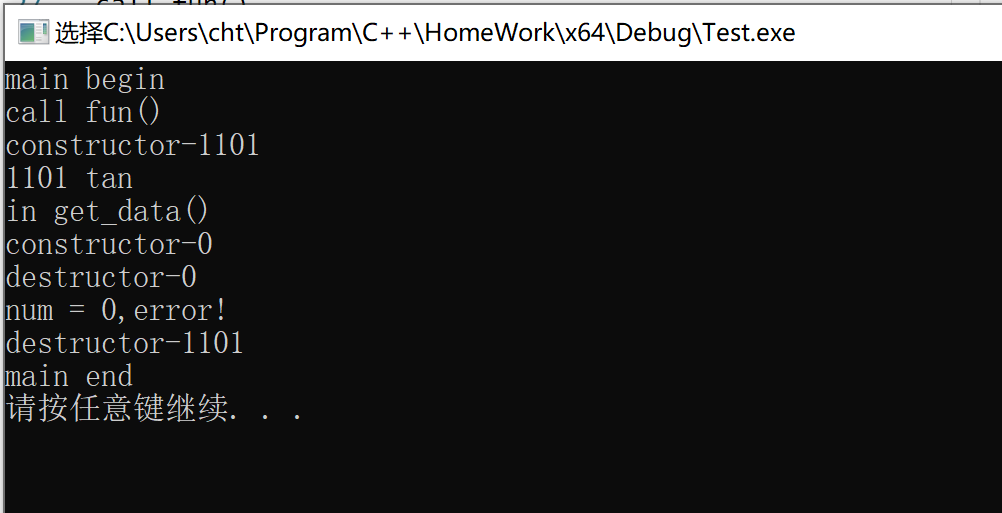 call fun()
选择C:\Users\cht\Program\C++\HomeWork\x64\Debug\Test.exe
main begin
call fun()
constructor-1101
1101 tan
in get_data()
constructor-0
destructor-0
num = 0,error!
destructor-1101
main end
请按任意键继续. . .